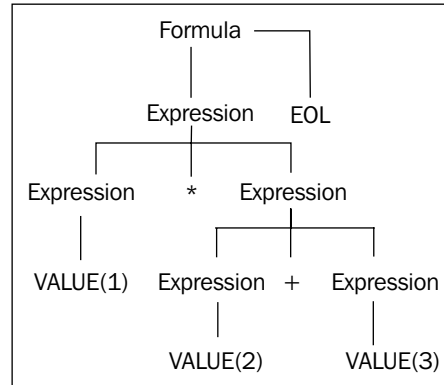 Formula
Expression EOL
Expression * Expression
VALUE(1) Expression + Expression
VALUE(2) VALUE(3)